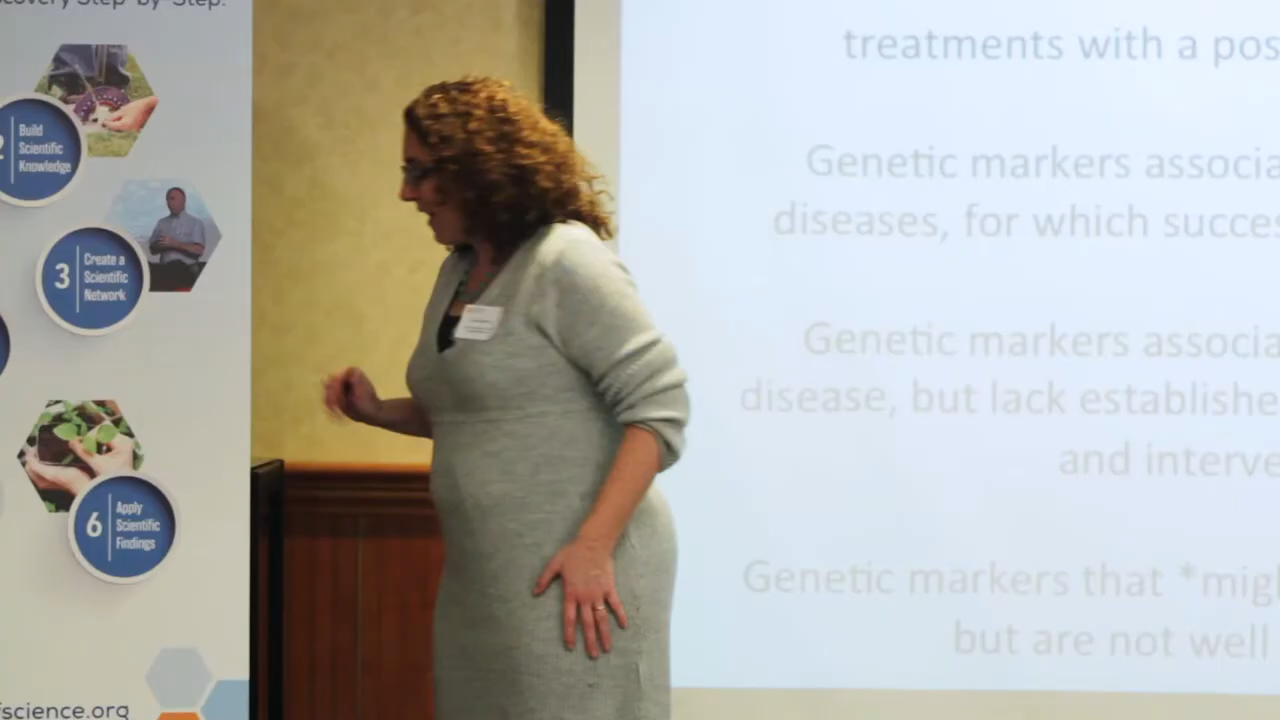 covery Step-by-Step.
2
Build
Scientific
Knowledge
3
Create a
Scientific
Network
6
Apply
Scientific
Findings
fscience.org
treatments with a pos
Genetic markers associa
diseases, for which succes
Genetic markers associa
disease, but lack establishe
and interve
Genetic markers that *migh
but are not well